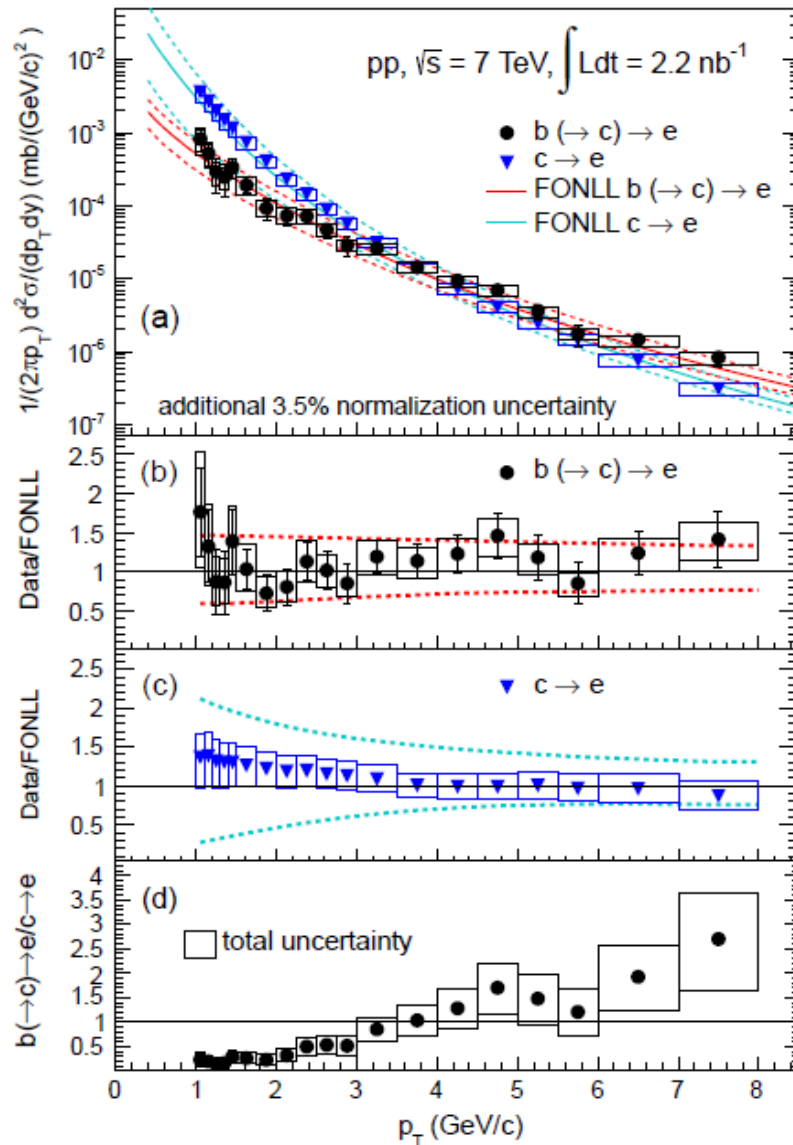 1/(2πp_T) d²σ/(dp_Tdy) (mb/(GeV/c)²)
10⁻²
10⁻³
10⁻⁴
10⁻⁵
10⁻⁶
10⁻⁷
pp, √s = 7 TeV, ∫Ldt = 2.2 nb⁻¹
b (→ c) → e
c → e
FONLL b (→ c) → e
FONLL c → e
(a)
additional 3.5% normalization uncertainty
Data/FONLL
2.5
2
1.5
1
0.5
(b)
b (→ c) → e
Data/FONLL
2.5
2
1.5
1
0.5
(c)
c → e
b(→c)→e/c→e
4
3.5
3
2.5
2
1.5
1
0.5
(d)
total uncertainty
0 1 2 3 4 5 6 7 8
p_T (GeV/c)